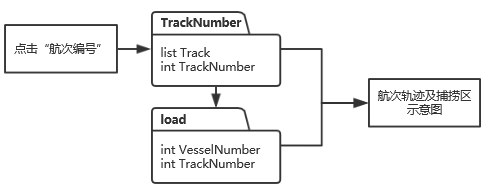 点击“航次编号”
TrackNumber
list Track
int TrackNumber
load
int VesselNumber
int TrackNumber
航次轨迹及捕捞区
示意图